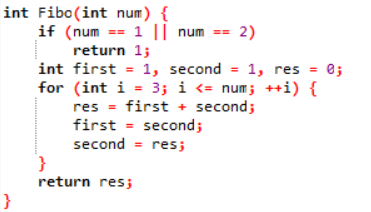 int Fibo(int num) {
    if (num == 1 || num == 2)
        return 1;
    int first = 1, second = 1, res = 0;
    for (int i = 3; i <= num; ++i) {
        res = first + second;
        first = second;
        second = res;
    }
    return res;
}